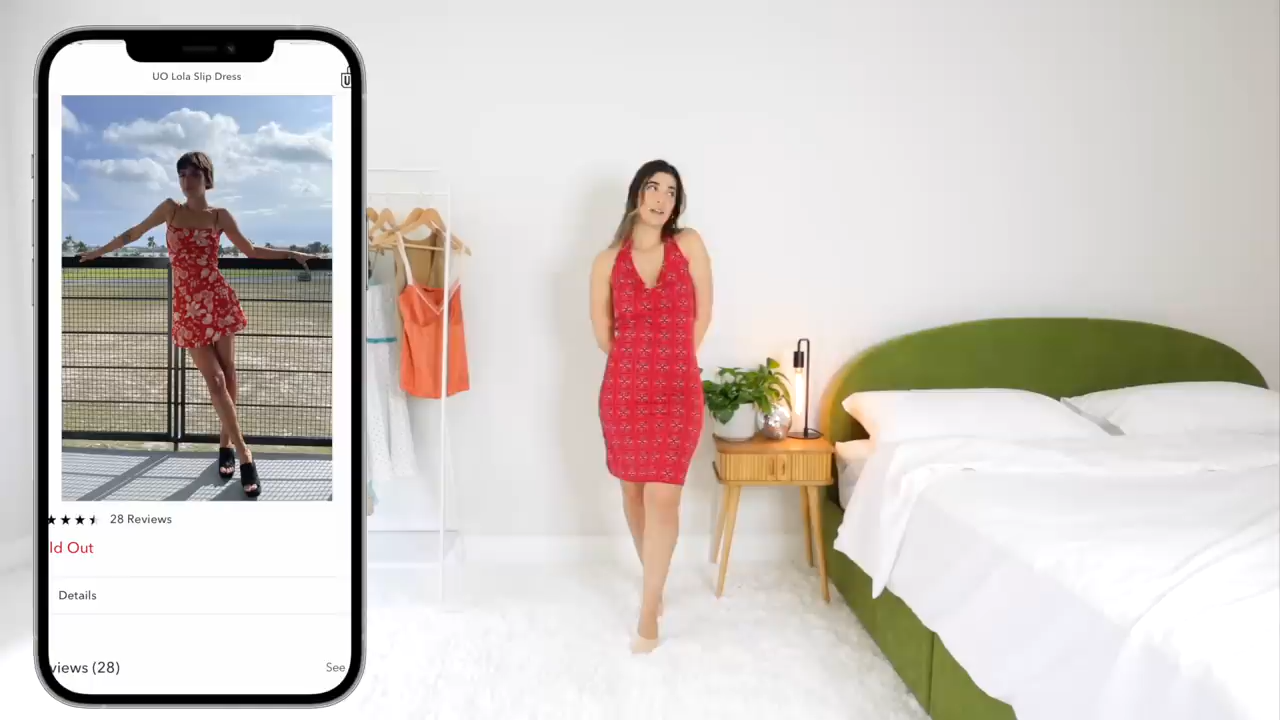 UO Lola Slip Dress
U
28 Reviews
ld Out
Details
views (28)
See